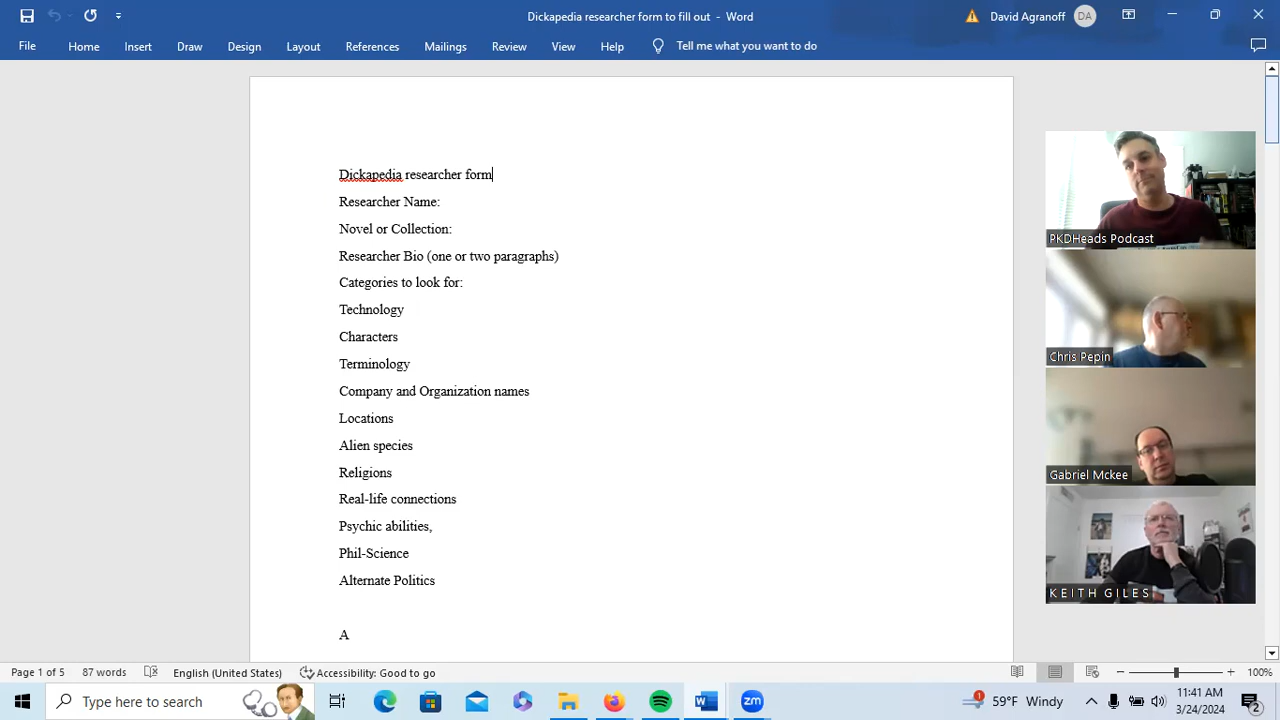 Dickapedia researcher form to fill out - Word
David Agranoff
DA
File
Home
Insert
Draw
Design
Layout
References
Mailings
Review
View
Help
Tell me what you want to do
Dickapedia researcher form
Researcher Name:
Novel or Collection:
Researcher Bio (one or two paragraphs)
Categories to look for:
Technology
Characters
Terminology
Company and Organization names
Locations
Alien species
Religions
Real-life connections
Psychic abilities,
Phil-Science
Alternate Politics
A
PKDHeads Podcast
Chris Pepin
Gabriel Mckee
KEITH GILES
Page 1 of 5
87 words
English (United States)
Accessibility: Good to go
100%
Type here to search
W
zm
1
59°F Windy
11:41 AM
3/24/2024
2